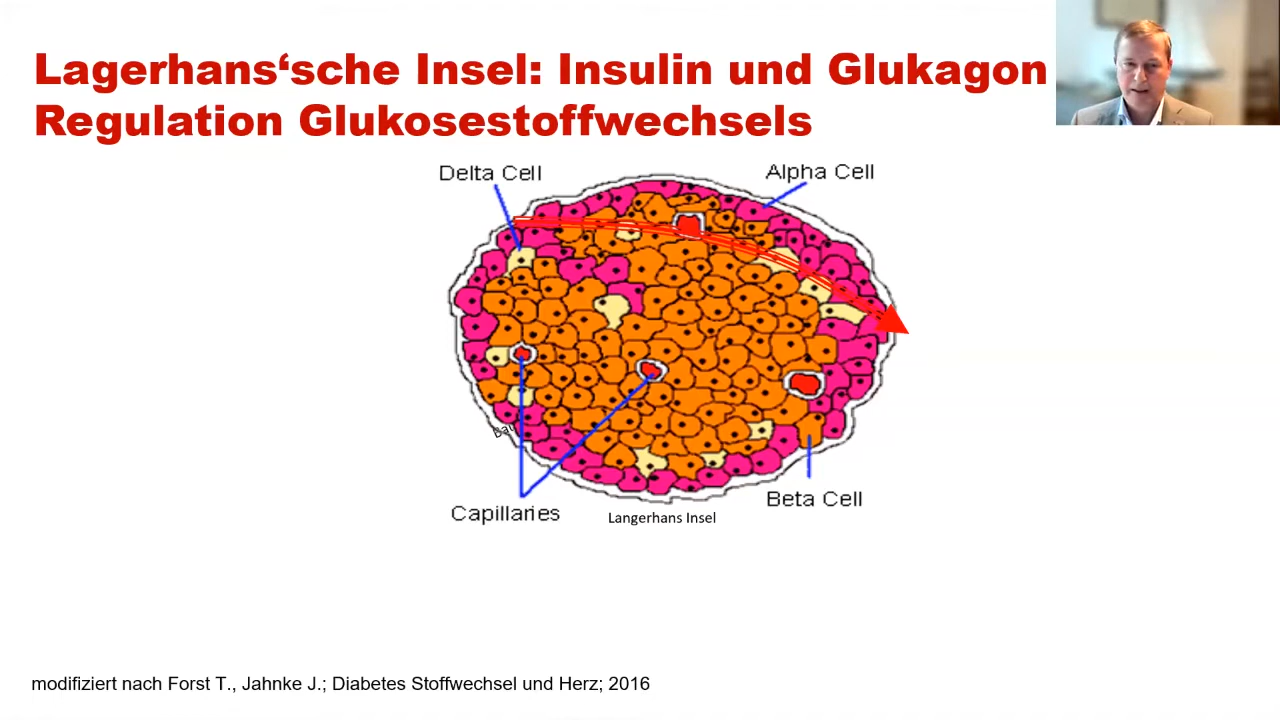 Lagerhans‘sche Insel: Insulin und Glukagon
Regulation Glukosestoffwechsels
Delta Cell
Alpha Cell
Capillaries
Langerhans Insel
Beta Cell
modifiziert nach Forst T., Jahnke J.; Diabetes Stoffwechsel und Herz; 2016